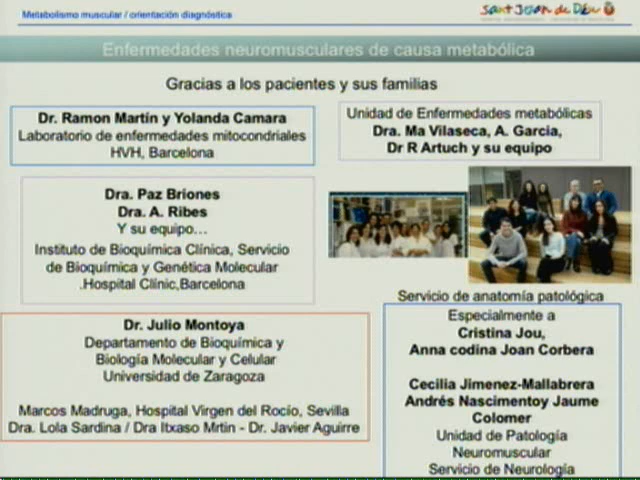 Metabolismo muscular / orientación diagnóstica
Sant Joan de Déu
Enfermedades neuromusculares de causa metabólica
Gracias a los pacientes y sus familias
Dr. Ramon Martín y Yolanda Camara
Laboratorio de enfermedades mitocondriales
HVH, Barcelona
Unidad de Enfermedades metabólicas
Dra. Ma Vilaseca, A. Garcia,
Dr R Artuch y su equipo
Dra. Paz Briones
Dra. A. Ribes
Y su equipo…
Instituto de Bioquímica Clínica, Servicio
de Bioquímica y Genética Molecular
.Hospital Clínic,Barcelona
Servicio de anatomía patológica
Especialmente a
Cristina Jou,
Anna codina Joan Corbera
Dr. Julio Montoya
Departamento de Bioquímica y
Biología Molecular y Celular
Universidad de Zaragoza
Marcos Madruga, Hospital Virgen del Rocío, Sevilla
Dra. Lola Sardina / Dra Itxaso Mrtin - Dr. Javier Aguirre
Cecilia Jimenez-Mallabrera
Andrés Nascimentoy Jaume
Colomer
Unidad de Patología
Neuromuscular
Servicio de Neurología